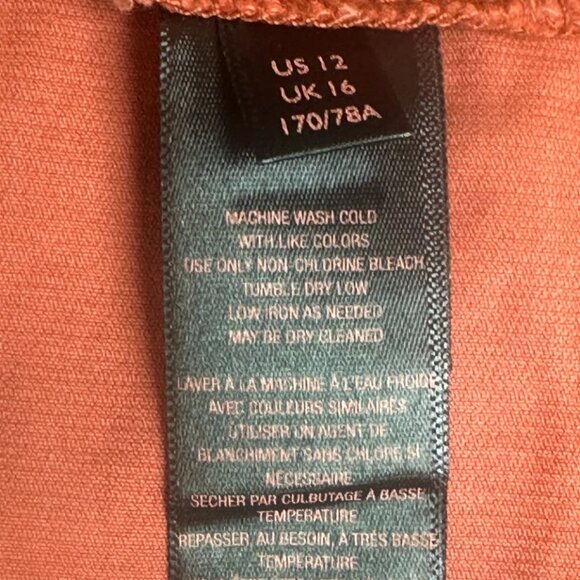 US 12
UK 16
170/78A
MACHINE WASH COLD
WITH LIKE COLORS
USE ONLY NON-CHLORINE BLEACH
TUMBLE DRY LOW
LOW IRON AS NEEDED
MAY BE DRY CLEANED
LAVER À LA MACHINE À L'EAU FROIDE
AVEC COULEURS SIMILAIRES
UTILISER UN AGENT DE
BLANCHIMENT SANS CHLORE SI
NÉCESSAIRE
SÉCHER PAR CULBUTAGE À BASSE
TEMPÉRATURE
REPASSER, AU BESOIN, À TRÈS BASSE
TEMPÉRATURE